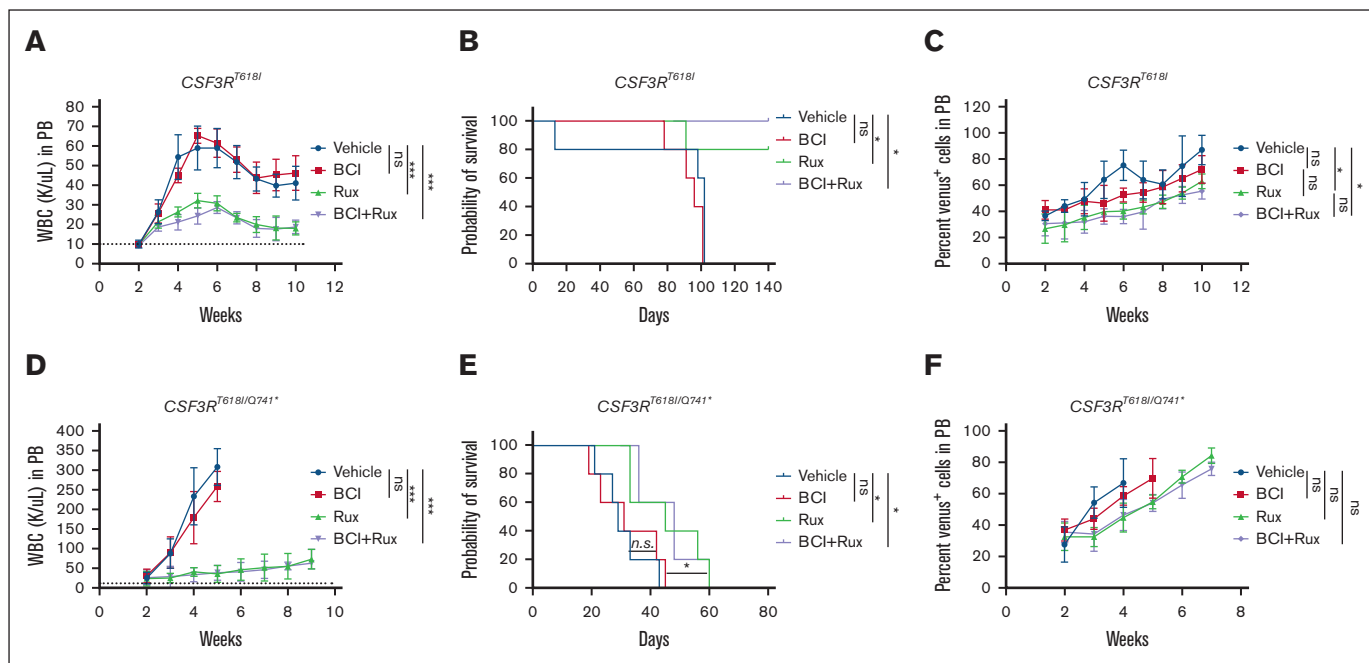 A
CSF3R^T618I
WBC (K/uL) in PB
80
70
60
50
40
30
20
10
0
0 2 4 6 8 10 12
Weeks
Vehicle
BCI
Rux
BCI+Rux
ns
***
***
B
CSF3R^T618I
Probability of survival
100
80
60
40
20
0
0 20 40 60 80 100 120 140
Days
Vehicle
BCI
Rux
BCI+Rux
ns
*
*
C
CSF3R^T618I
Percent venus+ cells in PB
120
100
80
60
40
20
0
0 2 4 6 8 10 12
Weeks
Vehicle
BCI
Rux
BCI+Rux
ns
ns
*
ns
ns
*
D
CSF3R^T618I/Q741*
WBC (K/uL) in PB
400
350
300
250
200
150
100
50
0
0 2 4 6 8 10
Weeks
Vehicle
BCI
Rux
BCI+Rux
ns
***
***
E
CSF3R^T618I/Q741*
Probability of survival
100
80
60
40
20
0
0 20 40 60 80
Days
n.s.
*
Vehicle
BCI
Rux
BCI+Rux
ns
*
*
F
CSF3R^T618I/Q741*
Percent venus+ cells in PB
100
80
60
40
20
0
0 2 4 6 8
Weeks
Vehicle
BCI
Rux
BCI+Rux
ns
ns
ns